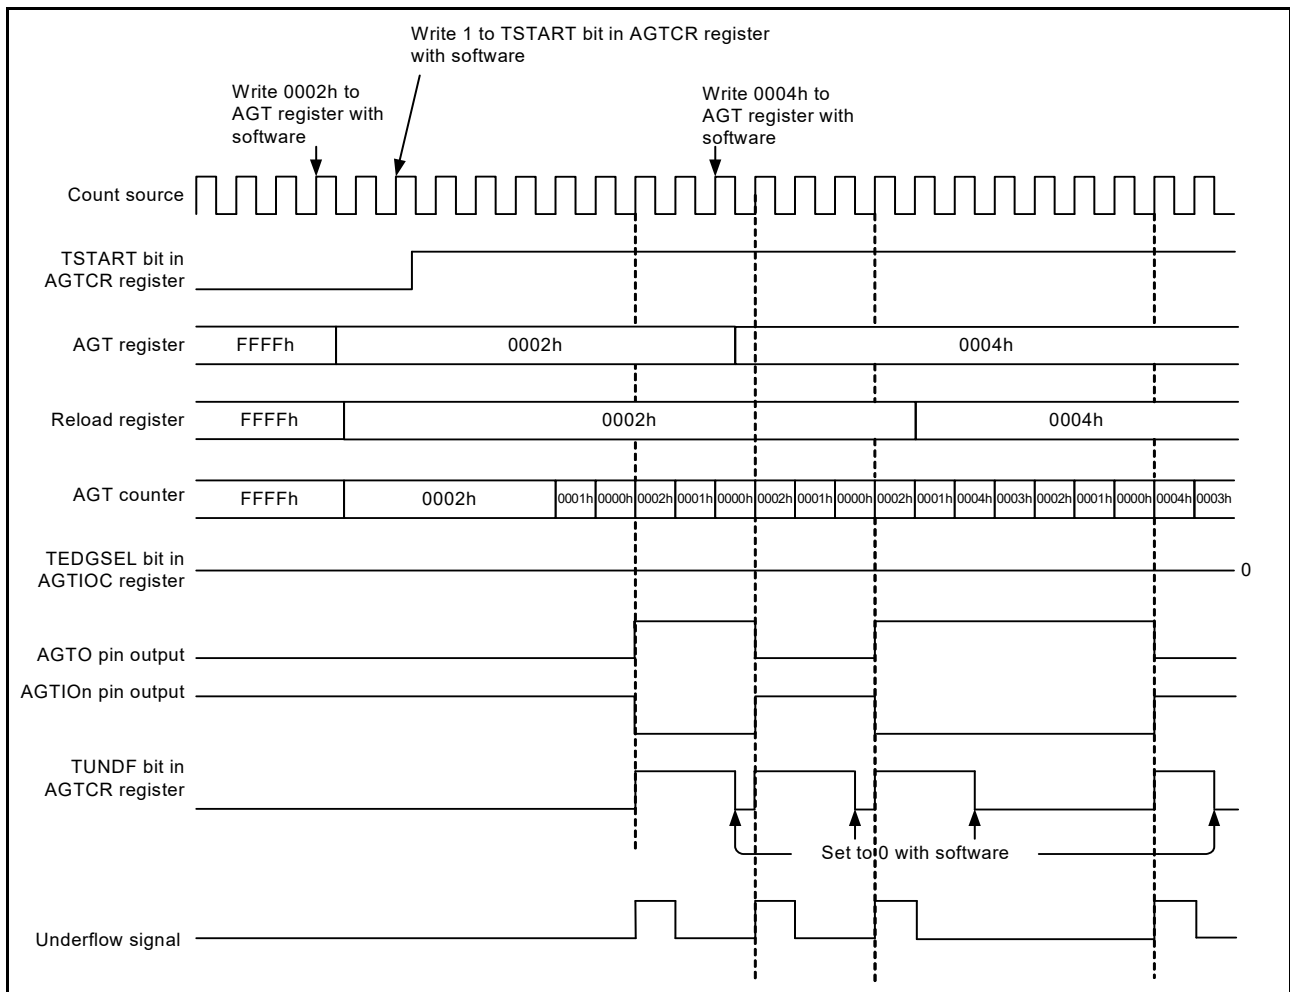 Write 1 to TSTART bit in AGTCR register
with software
Write 0002h to
AGT register with
software
Write 0004h to
AGT register with
software
Count source
TSTART bit in
AGTCR register
AGT register
FFFFh
0002h
0004h
Reload register
FFFFh
0002h
0004h
AGT counter
FFFFh
0002h
0001h
0000h
0002h
0001h
0000h
0002h
0001h
0000h
0002h
0001h
0004h
0003h
0002h
0001h
0000h
0004h
0003h
TEDGSEL bit in
AGTIOC register
0
AGTO pin output
AGTIOn pin output
TUNDF bit in
AGTCR register
Set to 0 with software
Underflow signal